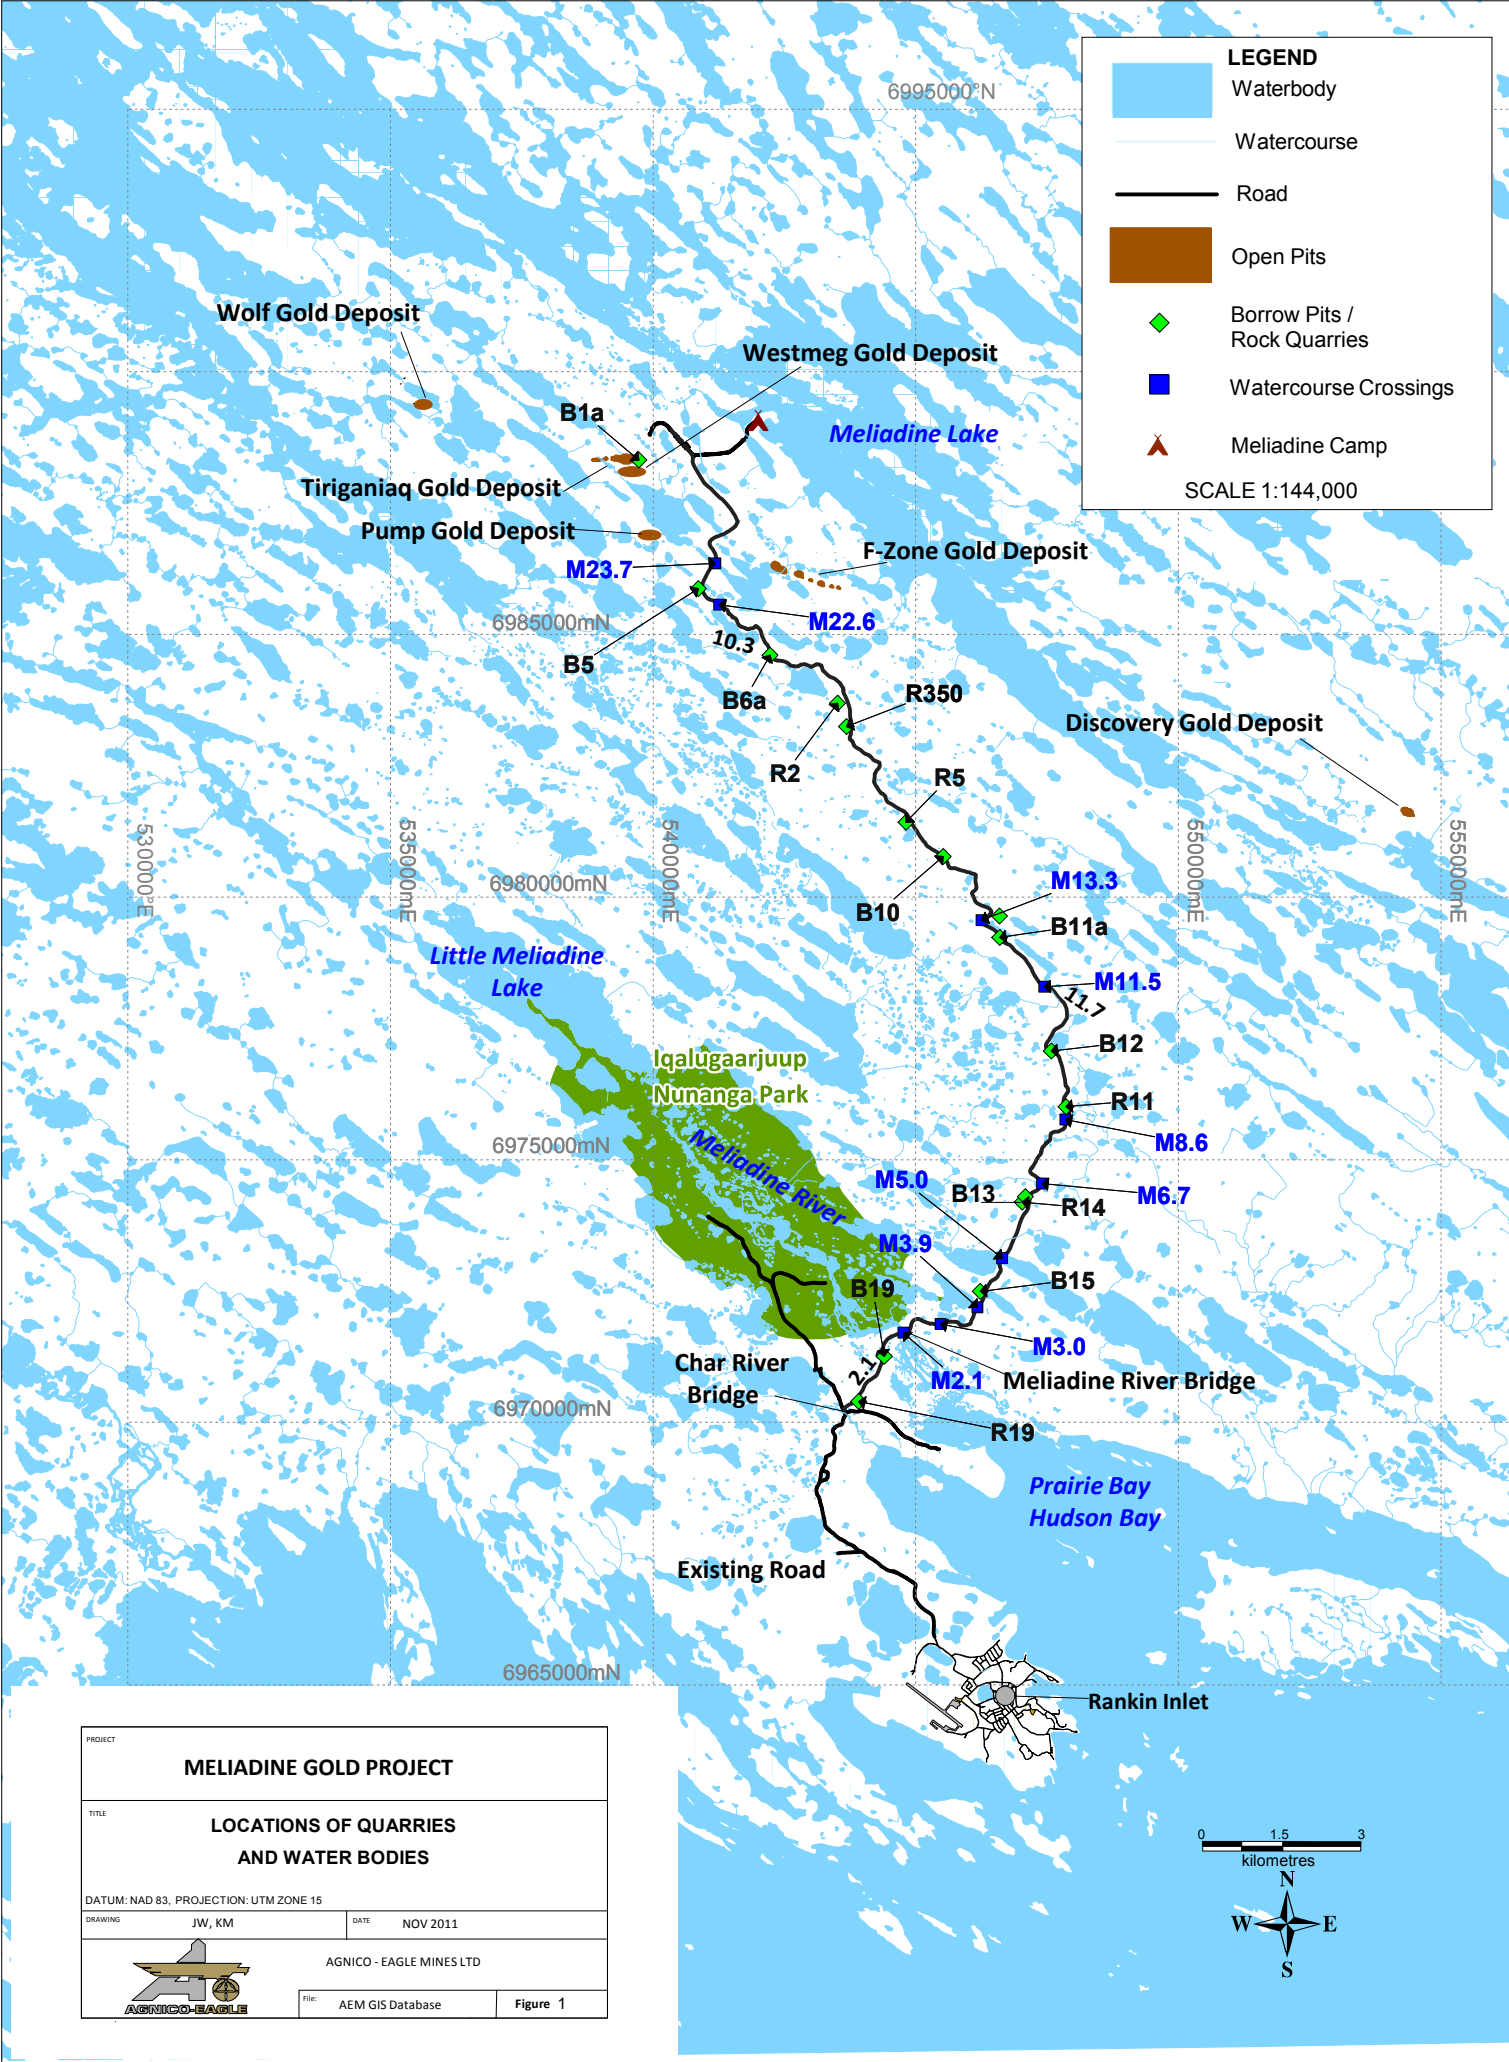 6995000°N
LEGEND
Waterbody
Watercourse
Road
Open Pits
Borrow Pits /
Rock Quarries
Watercourse Crossings
Meliadine Camp
SCALE 1:144,000
Wolf Gold Deposit
Westmeg Gold Deposit
B1a
Meliadine Lake
Tiriganiaq Gold Deposit
Pump Gold Deposit
F-Zone Gold Deposit
M23.7
6985000mN
M22.6
10.3
B5
B6a
R350
Discovery Gold Deposit
R2
R5
530000°E
535000mE
540000mE
550000mE
555000mE
6980000mN
M13.3
B10
B11a
Little Meliadine
Lake
M11.5
11.7
B12
Iqalugaarjuup
Nunanga Park
R11
6975000mN
Meliadine River
M8.6
M5.0
B13
M6.7
R14
M3.9
B15
B19
M3.0
Char River
Bridge
2.1
M2.1
Meliadine River Bridge
6970000mN
R19
Prairie Bay
Hudson Bay
Existing Road
6965000mN
Rankin Inlet
PROJECT
MELIADINE GOLD PROJECT
TITLE
LOCATIONS OF QUARRIES
AND WATER BODIES
DATUM: NAD 83, PROJECTION: UTM ZONE 15
DRAWING
JW, KM
DATE
NOV 2011
AGNICO - EAGLE MINES LTD
AGNICO-EAGLE
File:
AEM GIS Database
Figure 1
0 1.5 3
kilometres
N
W E
S